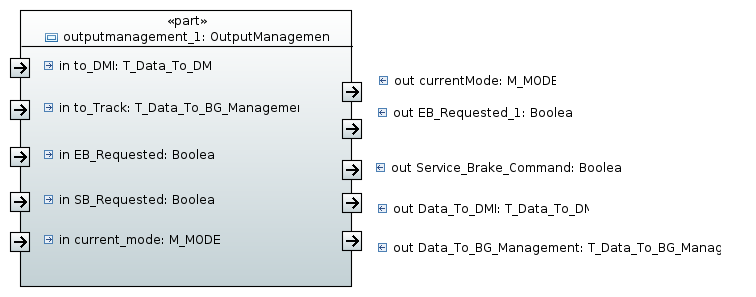 «part»
outputmanagement_1: OutputManagemen
in to_DMI: T_Data_To_DM
in to_Track: T_Data_To_BG_Managemen
in EB_Requested: Boolea
in SB_Requested: Boolea
in current_mode: M_MODE
out currentMode: M_MODE
out EB_Requested_1: Boolea
out Service_Brake_Command: Boolea
out Data_To_DMI: T_Data_To_DM
out Data_To_BG_Management: T_Data_To_BG_Manag